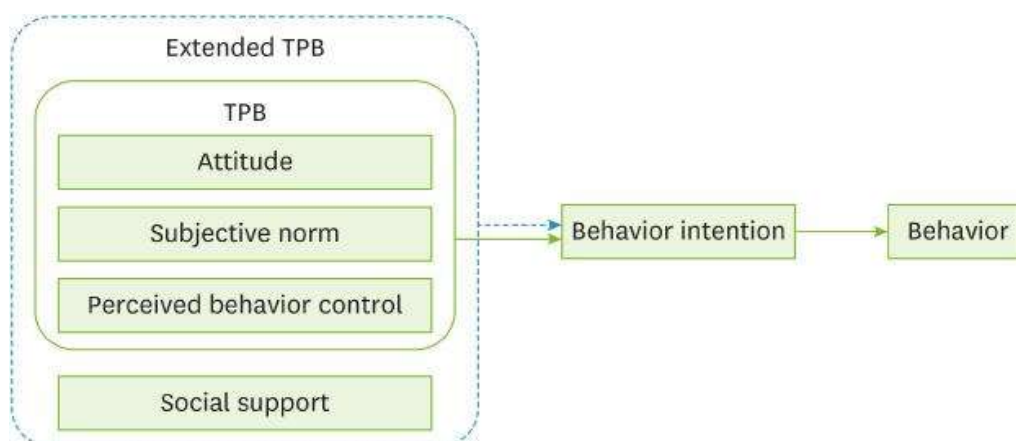 Extended TPB
TPB
Attitude
Subjective norm
Perceived behavior control
Social support
Behavior intention
Behavior